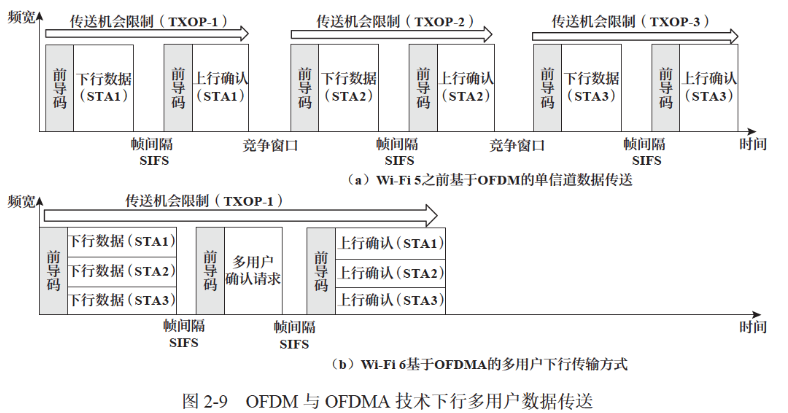 频宽
传送机会限制(TXOP-1)
传送机会限制(TXOP-2)
传送机会限制(TXOP-3)
前导码
下行数据(STA1)
前导码
上行确认(STA1)
前导码
下行数据(STA2)
前导码
上行确认(STA2)
前导码
下行数据(STA3)
前导码
上行确认(STA3)
帧间隔
SIFS
竞争窗口
帧间隔
SIFS
竞争窗口
帧间隔
SIFS
时间
(a)Wi-Fi 5之前基于OFDM的单信道数据传送
频宽
传送机会限制(TXOP-1)
前导码
下行数据(STA1)
下行数据(STA2)
下行数据(STA3)
前导码
多用户
确认请求
前导码
上行确认(STA1)
上行确认(STA2)
上行确认(STA3)
帧间隔
SIFS
帧间隔
SIFS
时间
(b)Wi-Fi 6基于OFDMA的多用户下行传输方式
图 2-9 OFDM 与 OFDMA 技术下行多用户数据传送